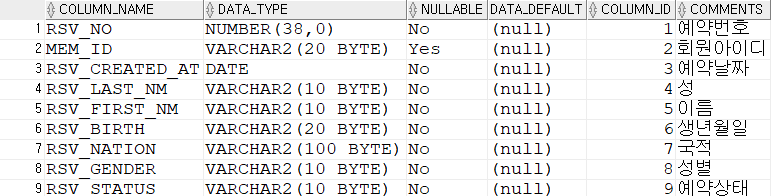 COLUMN_NAME DATA_TYPE NULLABLE DATA_DEFAULT COLUMN_ID COMMENTS
1 RSV_NO NUMBER(38,0) No (null) 1 예약번호
2 MEM_ID VARCHAR2(20 BYTE) Yes (null) 2 회원아이디
3 RSV_CREATED_AT DATE No (null) 3 예약날짜
4 RSV_LAST_NM VARCHAR2(10 BYTE) No (null) 4 성
5 RSV_FIRST_NM VARCHAR2(10 BYTE) No (null) 5 이름
6 RSV_BIRTH VARCHAR2(20 BYTE) No (null) 6 생년월일
7 RSV_NATION VARCHAR2(100 BYTE) No (null) 7 국적
8 RSV_GENDER VARCHAR2(10 BYTE) No (null) 8 성별
9 RSV_STATUS VARCHAR2(10 BYTE) No (null) 9 예약상태